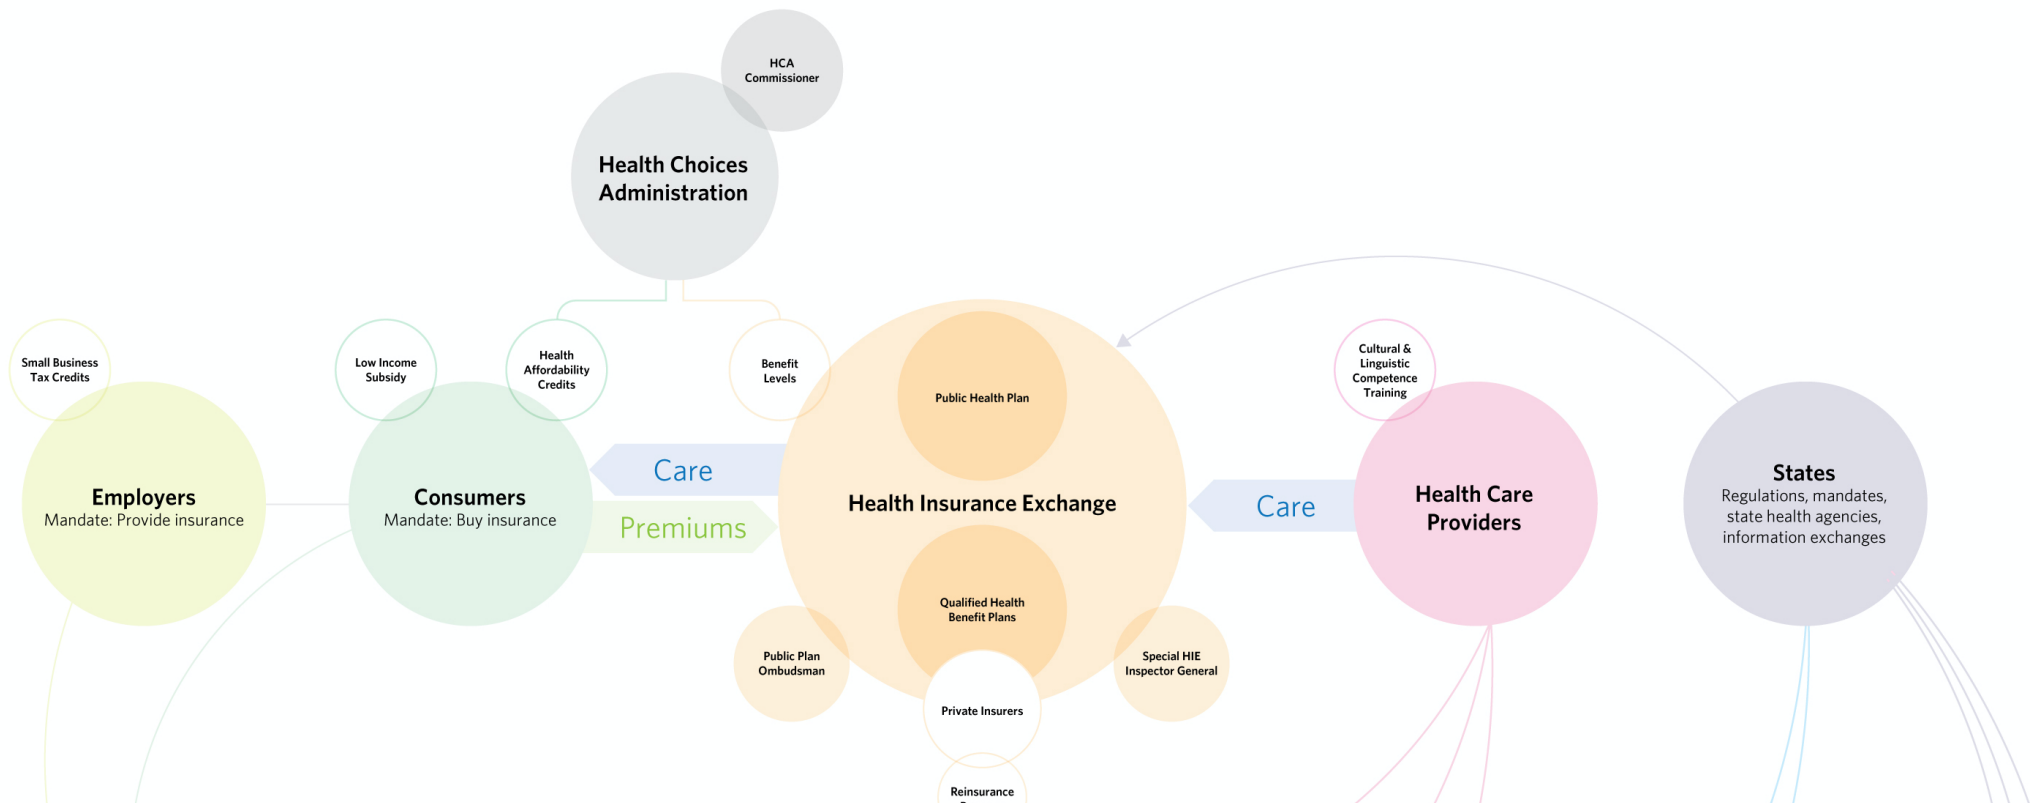 HCA
Commissioner
Health Choices
Administration
Small Business
Tax Credits
Low Income
Subsidy
Health
Affordability
Credits
Benefit
Levels
Public Health Plan
Cultural &
Linguistic
Competence
Training
Employers
Mandate: Provide insurance
Consumers
Mandate: Buy insurance
Care
Premiums
Health Insurance Exchange
Care
Health Care
Providers
States
Regulations, mandates,
state health agencies,
information exchanges
Qualified Health
Benefit Plans
Public Plan
Ombudsman
Special HIE
Inspector General
Private Insurers
Reinsurance